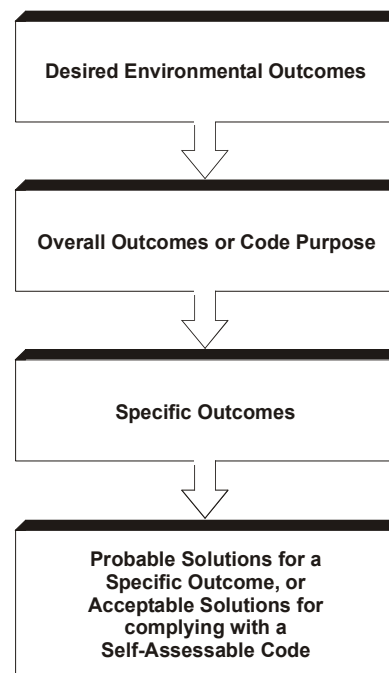 Desired Environmental Outcomes
Overall Outcomes or Code Purpose
Specific Outcomes
Probable Solutions for a
Specific Outcome, or
Acceptable Solutions for
complying with a
Self-Assessable Code